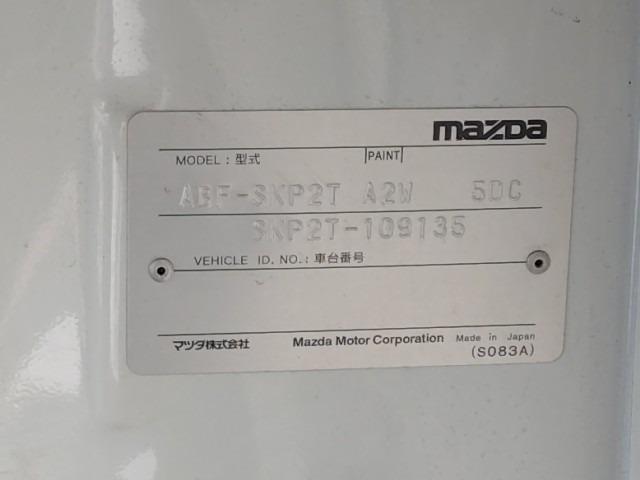 mazda
MODEL : 型式 PAINT
ABF-SKP2T A2W 5DC
SKP2T-109135
VEHICLE ID. NO. : 車台番号
マツダ株式会社 Mazda Motor Corporation Made in Japan
(S083A)